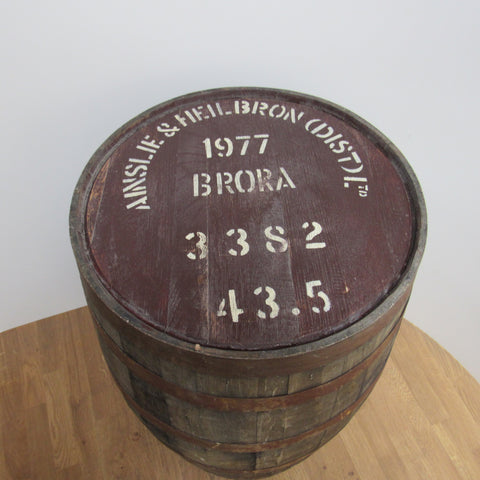 AINSLIE & HEILBRON (DIST) LTD
1977
BRORA
3382
43.5